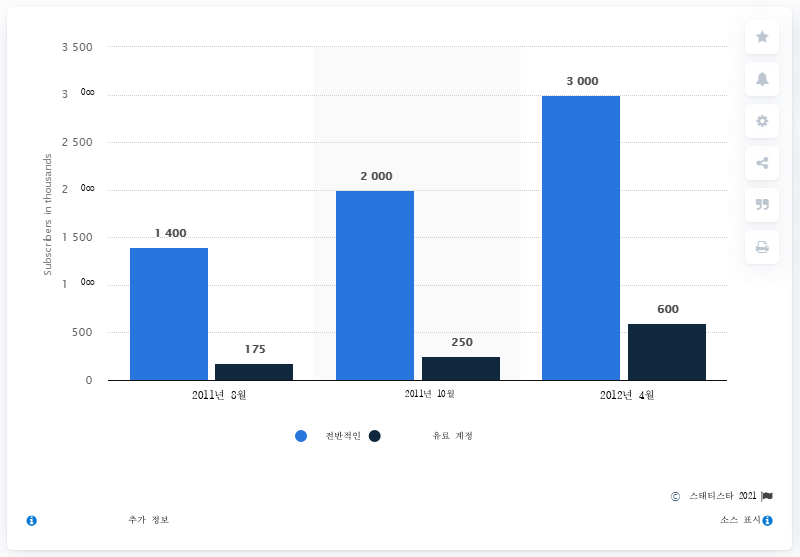 3 500
3 000
2 500
2 000
1 500
1 000
500
0
Subscribers in thousands
1 400
175
2 000
250
3 000
600
2011년 8월
2011년 10월
2012년 4월
전반적인
유료 계정
© 스태티스타 2021
추가 정보
소스 표시